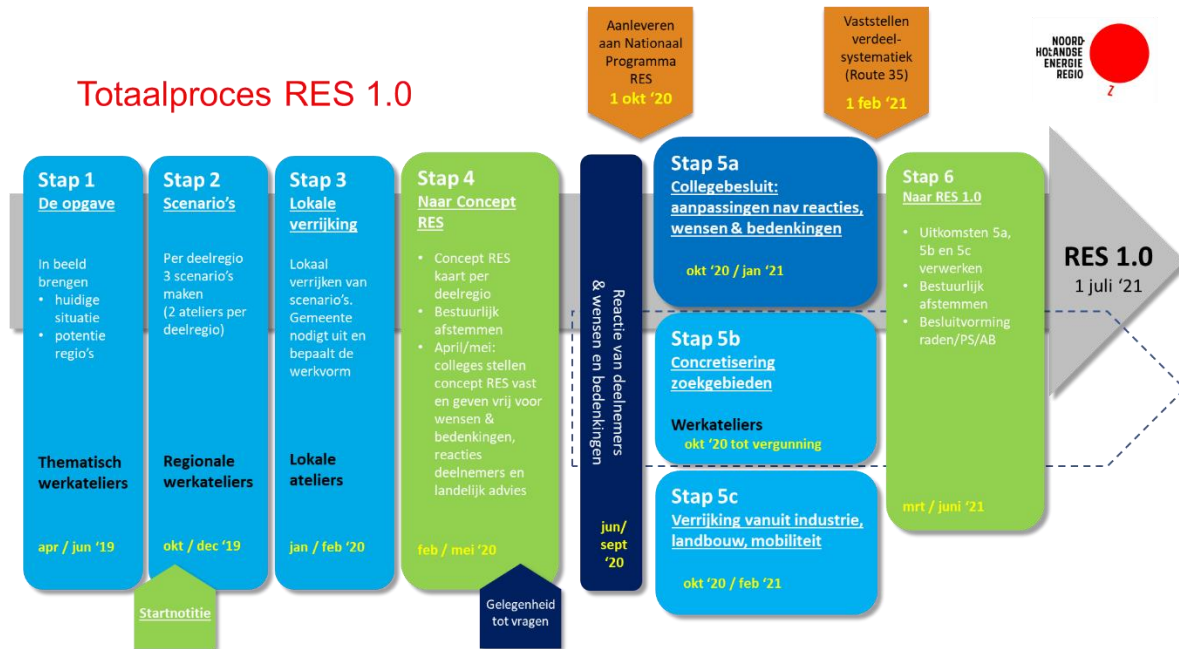 Totaalproces RES 1.0
Aanleveren
aan Nationaal
Programma
RES
1 okt ‘20
Vaststellen
verdeel-
systematiek
(Route 35)
1 feb ‘21
NOORD-
HOLLANDSE
ENERGIE
REGIO
Z
Stap 1
De opgave
In beeld
brengen
• huidige
situatie
• potentie
regio’s
Thematisch
werkateliers
apr / jun ‘19
Stap 2
Scenario’s
Per deelregio
3 scenario’s
maken
(2 ateliers per
deelregio)
Regionale
werkateliers
okt / dec ‘19
Startnotitie
Stap 3
Lokale
verrijking
Lokaal
verrijken van
scenario’s.
Gemeente
nodigt uit en
bepaalt de
werkvorm
Lokale
ateliers
jan / feb ‘20
Stap 4
Naar Concept
RES
• Concept RES
kaart per
deelregio
• Bestuurlijk
afstemmen
• April/mei:
colleges stellen
concept RES vast
en geven vrij voor
wensen &
bedenkingen,
reacties
deelnemers en
landelijk advies
feb / mei ‘20
Gelegenheid
tot vragen
Reactie van deelnemers
& wensen en bedenkingen
jun/
sept
‘20
Stap 5a
Collegebesluit:
aanpassingen nav reacties,
wensen & bedenkingen
okt ‘20 / jan ‘21
Stap 5b
Concretisering
zoekgebieden
Werkateliers
okt ‘20 tot vergunning
Stap 5c
Verrijking vanuit industrie,
landbouw, mobiliteit
okt ‘20 / feb ‘21
Stap 6
Naar RES 1.0
• Uitkomsten 5a,
5b en 5c
verwerken
• Bestuurlijk
afstemmen
• Besluitvorming
raden/PS/AB
mrt / juni ‘21
RES 1.0
1 juli ‘21